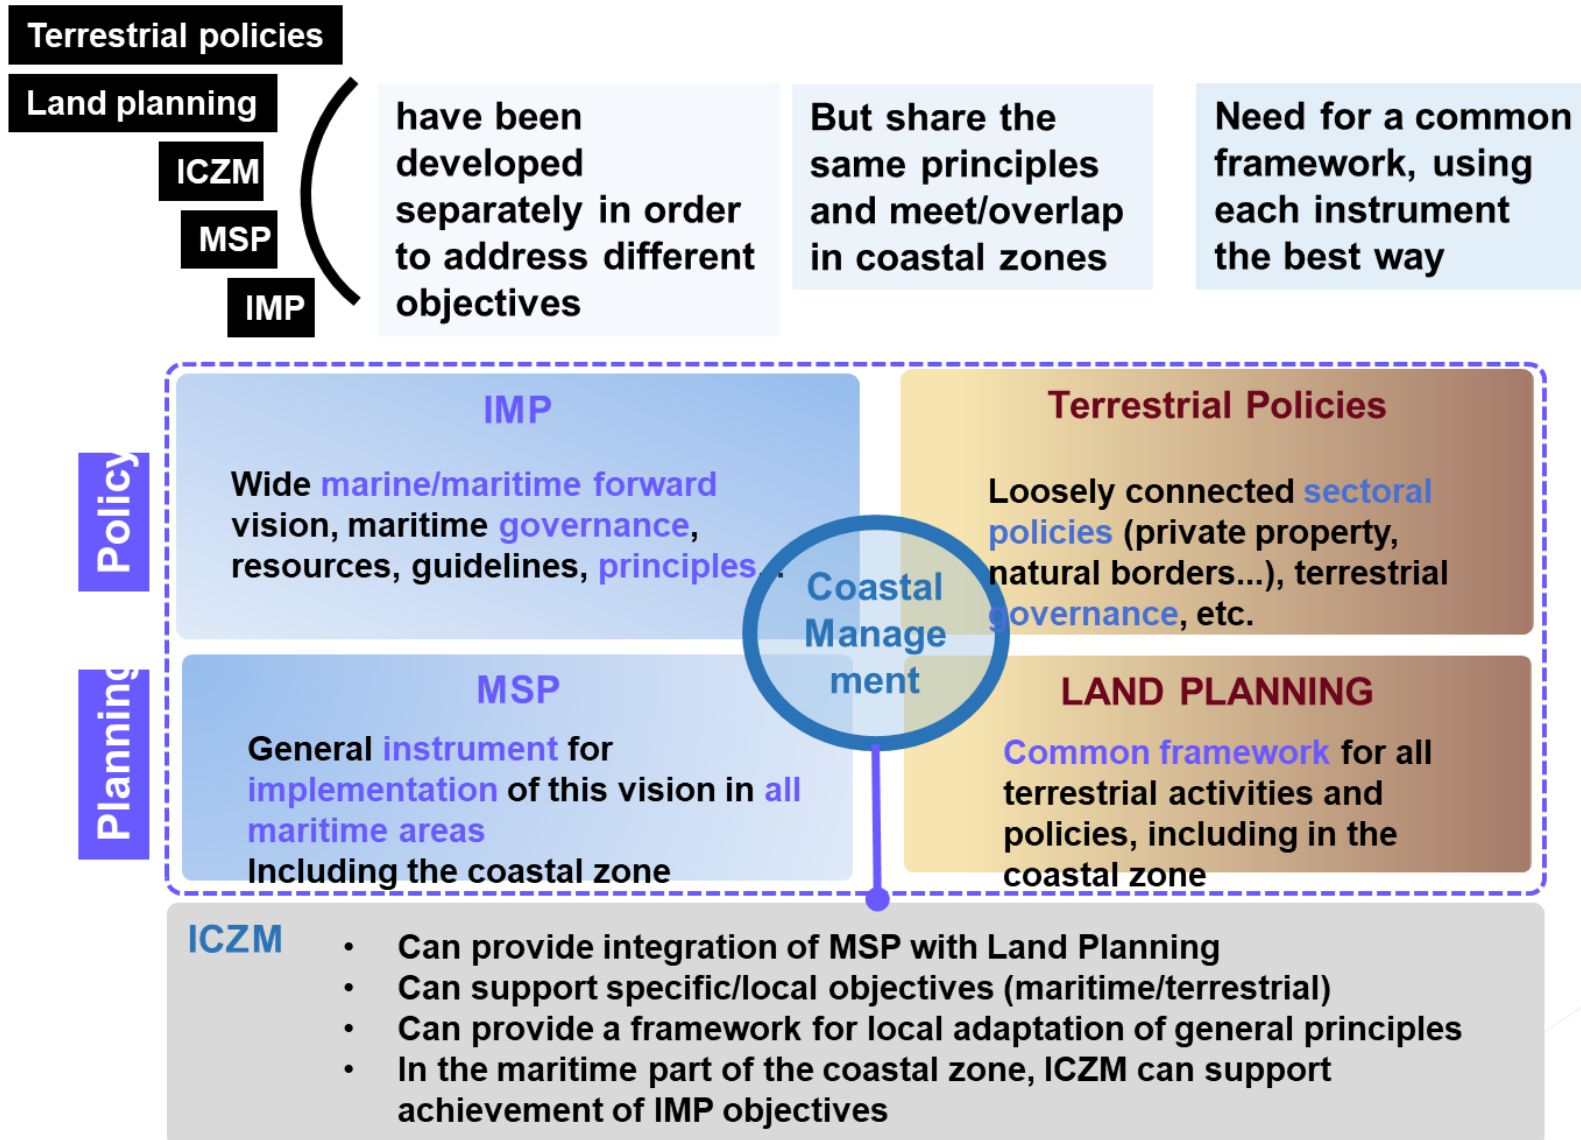 Terrestrial policies
Land planning
ICZM
MSP
IMP
have been
developed
separately in order
to address different
objectives
But share the
same principles
and meet/overlap
in coastal zones
Need for a common
framework, using
each instrument
the best way
Policy
IMP
Wide marine/maritime forward
vision, maritime governance,
resources, guidelines, principles...
Terrestrial Policies
Loosely connected sectoral
policies (private property,
natural borders...), terrestrial
governance, etc.
Coastal
Manage
ment
Planning
MSP
General instrument for
implementation of this vision in all
maritime areas
Including the coastal zone
LAND PLANNING
Common framework for all
terrestrial activities and
policies, including in the
coastal zone
ICZM
• Can provide integration of MSP with Land Planning
• Can support specific/local objectives (maritime/terrestrial)
• Can provide a framework for local adaptation of general principles
• In the maritime part of the coastal zone, ICZM can support
achievement of IMP objectives